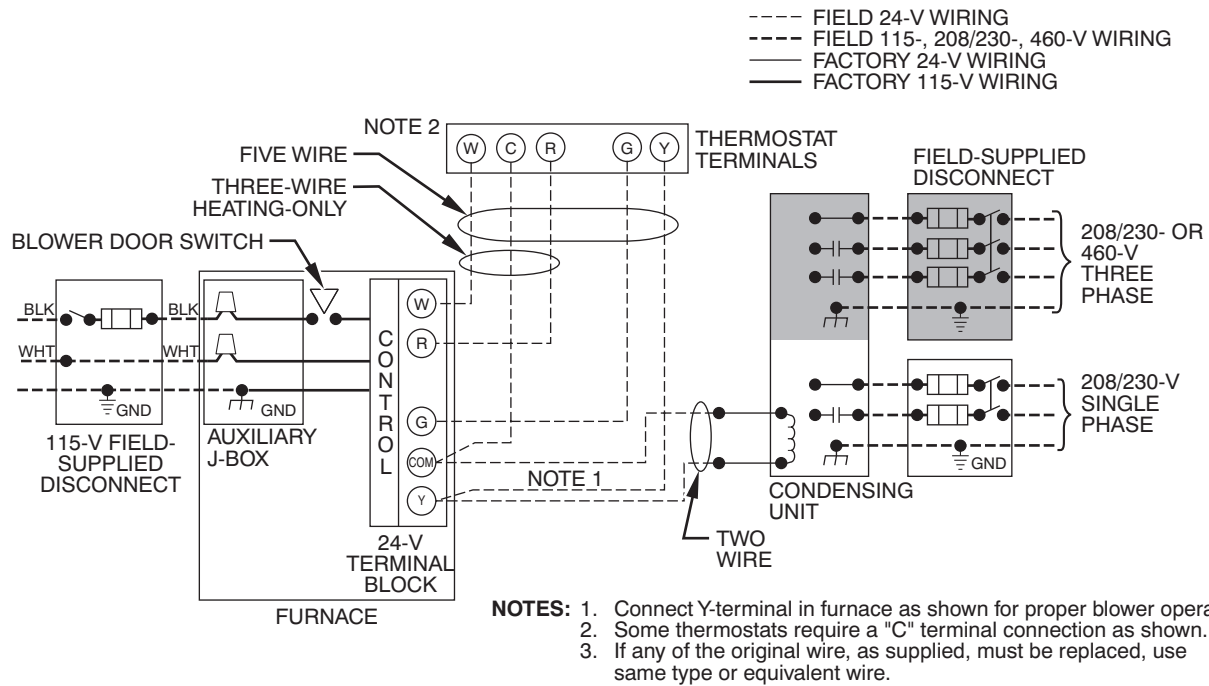 FIELD 24-V WIRING
FIELD 115-, 208/230-, 460-V WIRING
FACTORY 24-V WIRING
FACTORY 115-V WIRING
NOTE 2
W C R G Y
THERMOSTAT
TERMINALS
FIVE WIRE
THREE-WIRE
HEATING-ONLY
BLOWER DOOR SWITCH
FIELD-SUPPLIED
DISCONNECT
208/230- OR
460-V
THREE
PHASE
BLK
BLK
WHT
WHT
GND
GND
115-V FIELD-
SUPPLIED
DISCONNECT
AUXILIARY
J-BOX
CONTROL
W
R
G
COM
Y
24-V
TERMINAL
BLOCK
FURNACE
NOTE 1
TWO
WIRE
CONDENSING
UNIT
208/230-V
SINGLE
PHASE
GND
NOTES: 1. Connect Y-terminal in furnace as shown for proper blower opera
2. Some thermostats require a "C" terminal connection as shown.
3. If any of the original wire, as supplied, must be replaced, use
same type or equivalent wire.